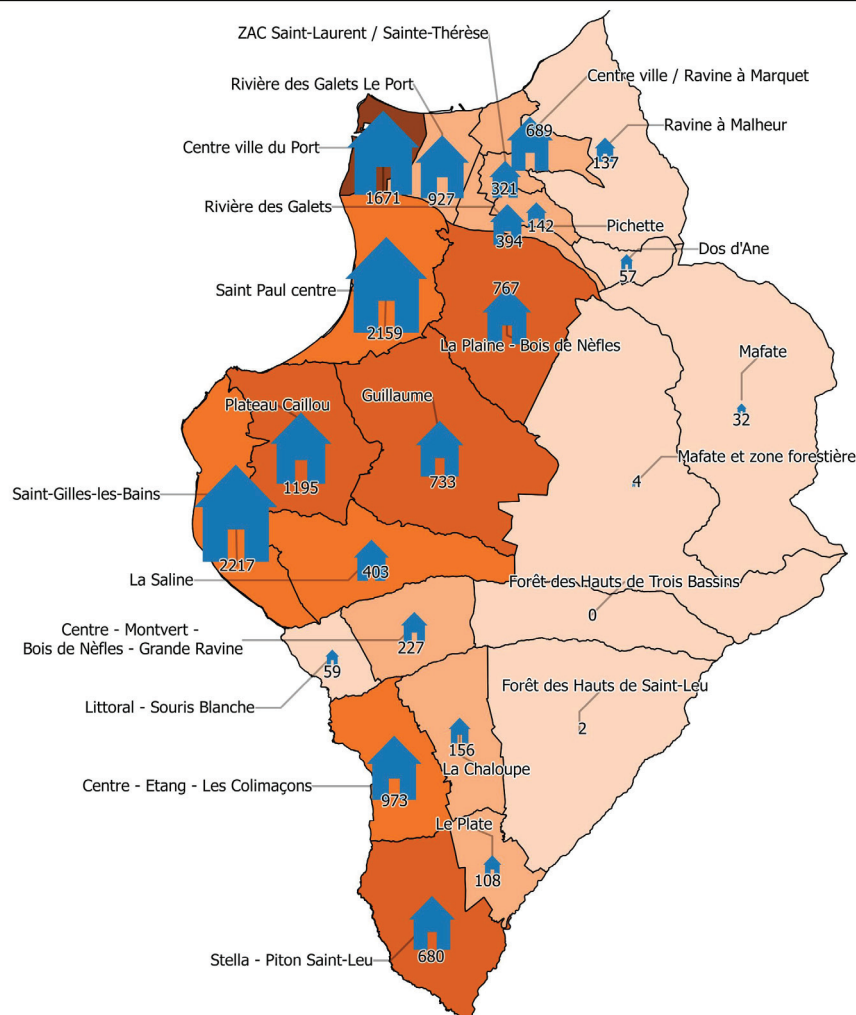 ZAC Saint-Laurent / Sainte-Thérèse
Rivière des Galets Le Port
Centre ville / Ravine à Marquet
689
Ravine à Malheur
137
Centre ville du Port
1671
927
321
Rivière des Galets
394
142
Pichette
Dos d'Ane
57
Saint Paul centre
2159
767
La Plaine - Bois de Nèfles
Mafate
32
Guillaume
733
Plateau Caillou
1195
Mafate et zone forestière
4
Saint-Gilles-les-Bains
2217
La Saline
403
Forêt des Hauts de Trois Bassins
0
Centre - Montvert -
Bois de Nèfles - Grande Ravine
227
59
Littoral - Souris Blanche
Forêt des Hauts de Saint-Leu
2
156
La Chaloupe
Centre - Etang - Les Colimaçons
973
Le Plate
108
Stella - Piton Saint-Leu
680